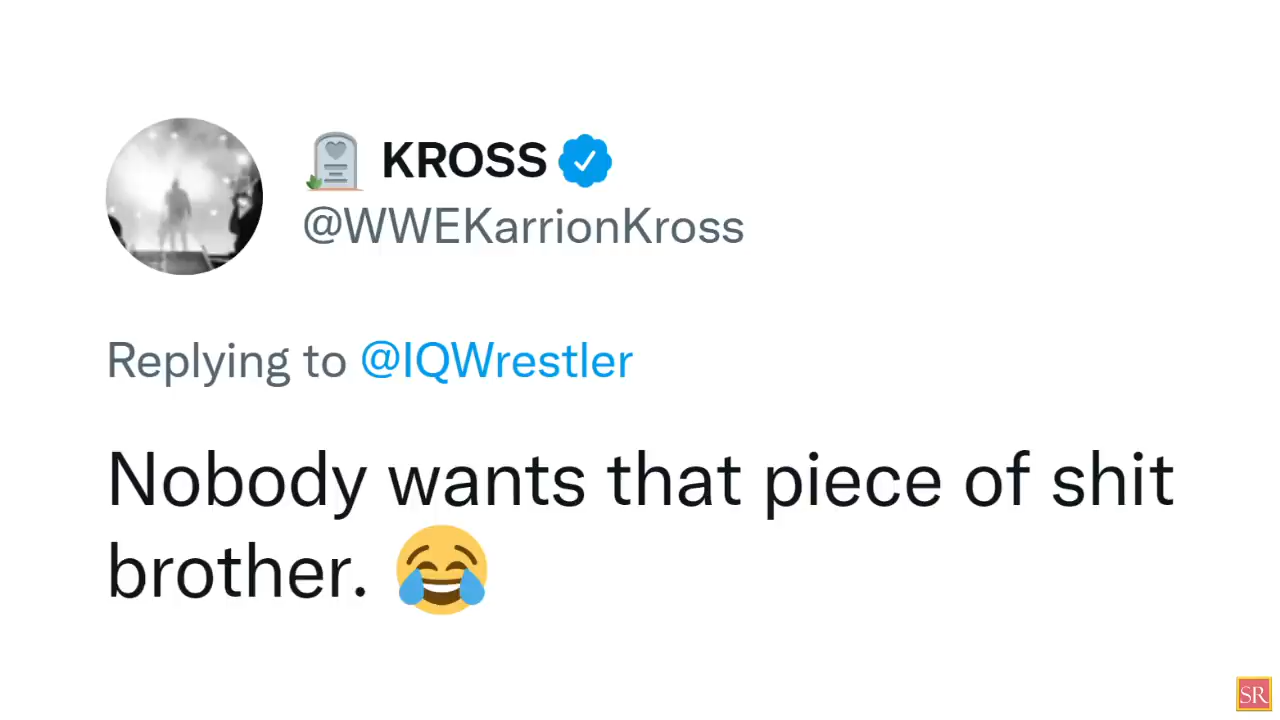 🪦 KROSS
@WWEKarrionKross
Replying to @IQWrestler
Nobody wants that piece of shit
brother. 😂
SR